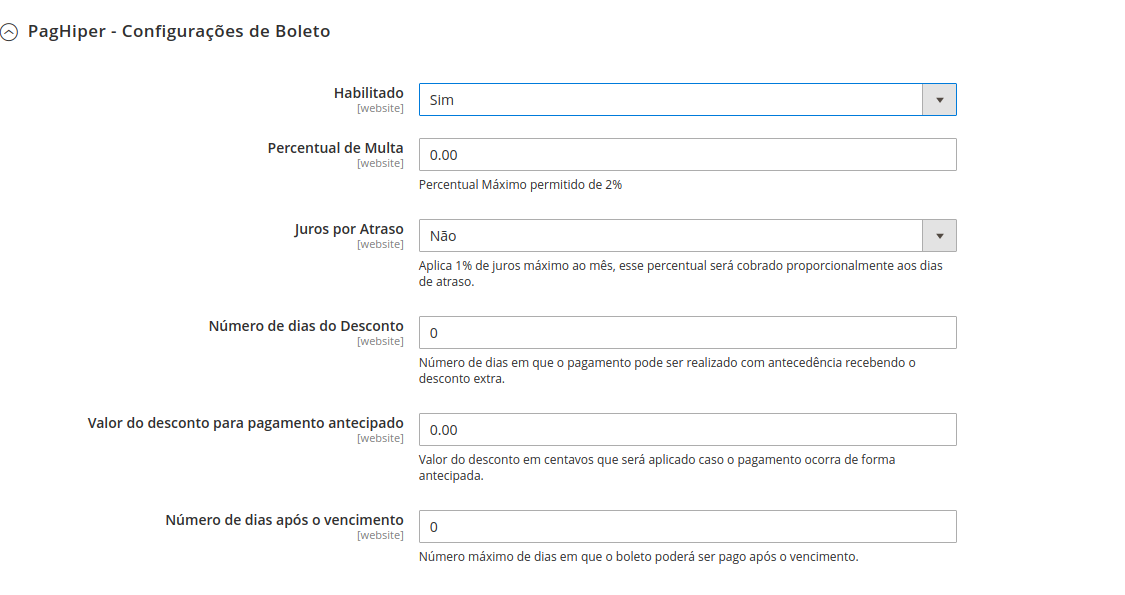 PagHiper - Configurações de Boleto
Habilitado
[website]
Sim
Percentual de Multa
[website]
0.00
Percentual Máximo permitido de 2%
Juros por Atraso
[website]
Não
Aplica 1% de juros máximo ao mês, esse percentual será cobrado proporcionalmente aos dias
de atraso.
Número de dias do Desconto
[website]
0
Número de dias em que o pagamento pode ser realizado com antecedência recebendo o
desconto extra.
Valor do desconto para pagamento antecipado
[website]
0.00
Valor do desconto em centavos que será aplicado caso o pagamento ocorra de forma
antecipada.
Número de dias após o vencimento
[website]
0
Número máximo de dias em que o boleto poderá ser pago após o vencimento.